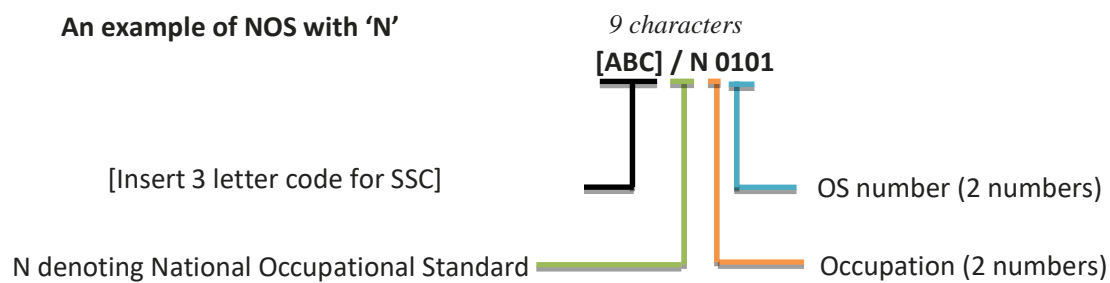 An example of NOS with ‘N’
9 characters
[ABC] / N 0101
[Insert 3 letter code for SSC]
OS number (2 numbers)
N denoting National Occupational Standard
Occupation (2 numbers)